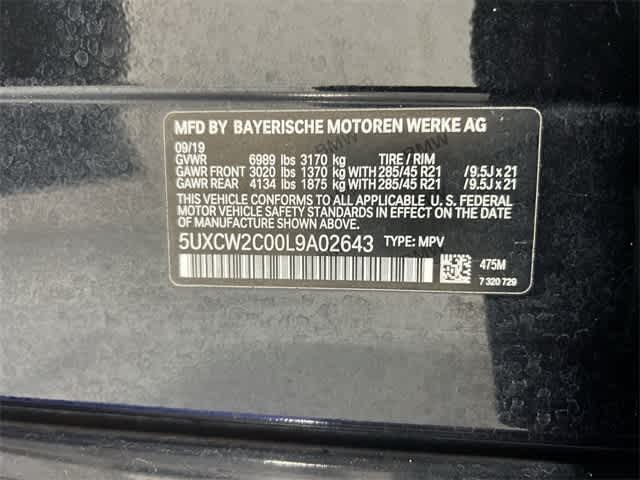 MFD BY BAYERISCHE MOTOREN WERKE AG
09/19
GVWR 6989 lbs 3170 kg TIRE / RIM
GAWR FRONT 3020 lbs 1370 kg WITH 285/45 R21 /9.5J x 21
GAWR REAR 4134 lbs 1875 kg WITH 285/45 R21 /9.5J x 21
THIS VEHICLE CONFORMS TO ALL APPLICABLE U. S. FEDERAL
MOTOR VEHICLE SAFETY STANDARDS IN EFFECT ON THE DATE
OF MANUFACTURE SHOWN ABOVE.
5UXCW2C00L9A02643 TYPE: MPV
475M
7 320 729